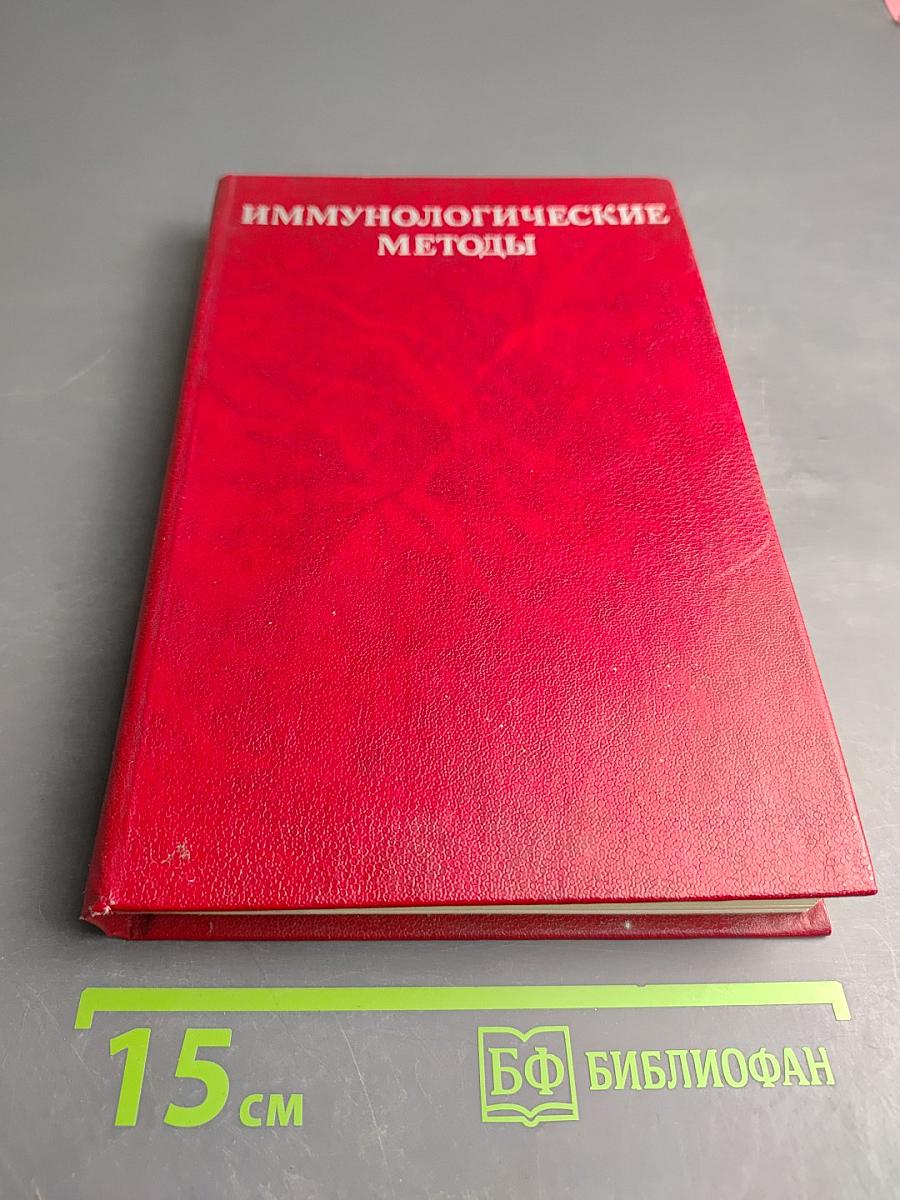 ИММУНОЛОГИЧЕСКИЕ
МЕТОДЫ
15 см
БФ БИБЛИОФАН